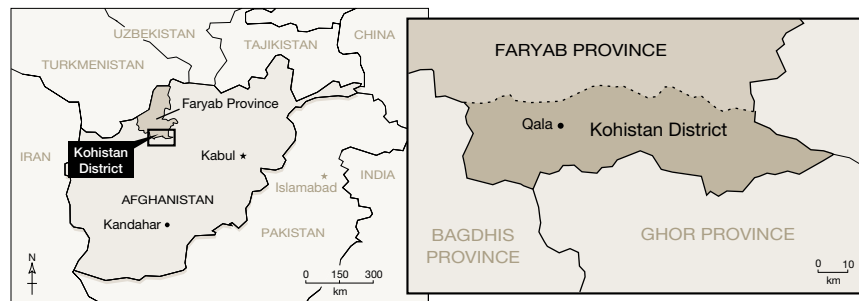 UZBEKISTAN
CHINA
TAJIKISTAN
TURKMENISTAN
Faryab Province
IRAN
Kohistan
District
Kabul
INDIA
Islamabad
AFGHANISTAN
Kandahar
PAKISTAN
N
0 150 300
km
FARYAB PROVINCE
Qala
Kohistan District
BAGDHIS
PROVINCE
GHOR PROVINCE
0 10
km